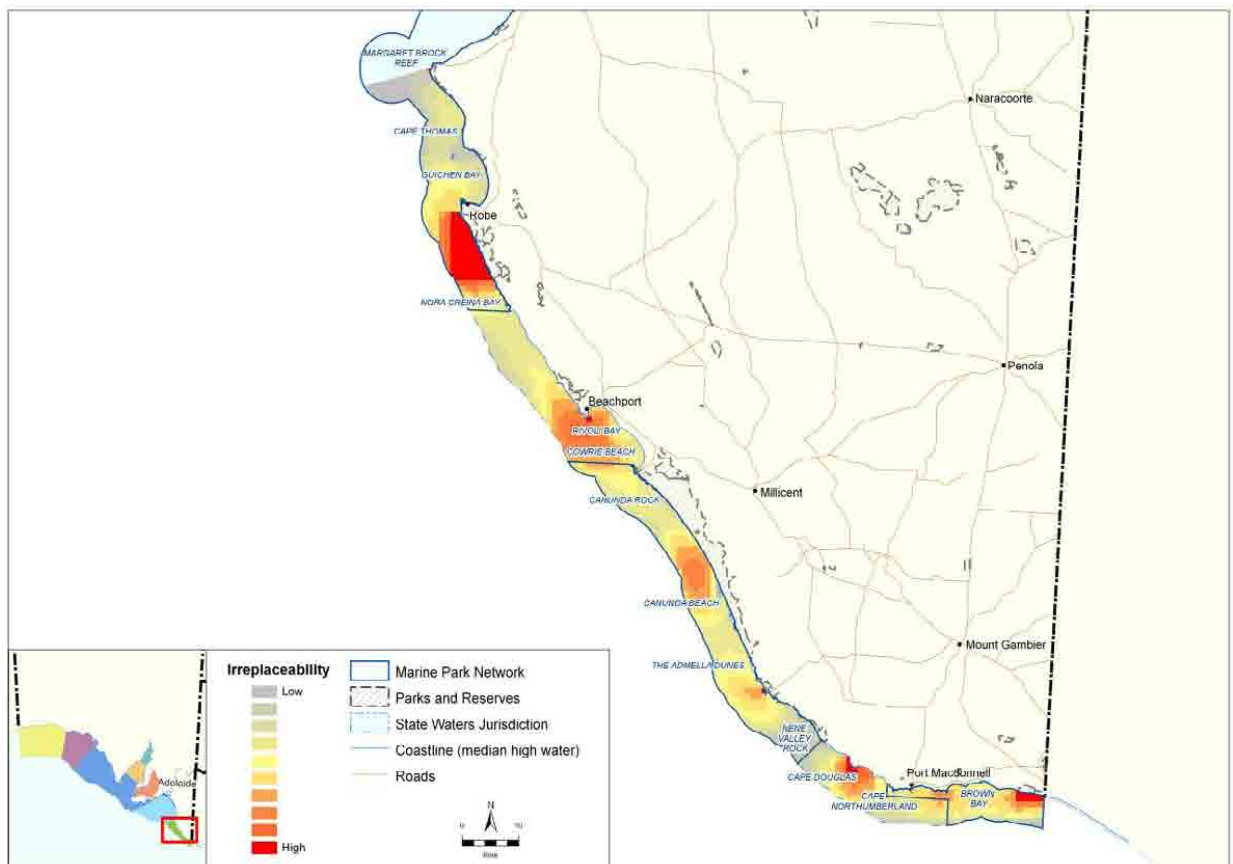 MARGARET BROCK
REEF
Naracoorte
CAPE THOMAS
GUICHEN BAY
Robe
NORA CREINA BAY
Penola
Beachport
RIVOLI BAY
COWRIE BEACH
CANUNDA ROCK
Millicent
CANUNDA BEACH
Mount Gambier
THE ADMELLA DUNES
NENE
VALLEY
ROCK
CAPE DOUGLAS
Port MacDonnell
CAPE
NORTHUMBERLAND
BROWN
BAY
Adelaide
Irreplaceability
Low
High
Marine Park Network
Parks and Reserves
State Waters Jurisdiction
Coastline (median high water)
Roads
N